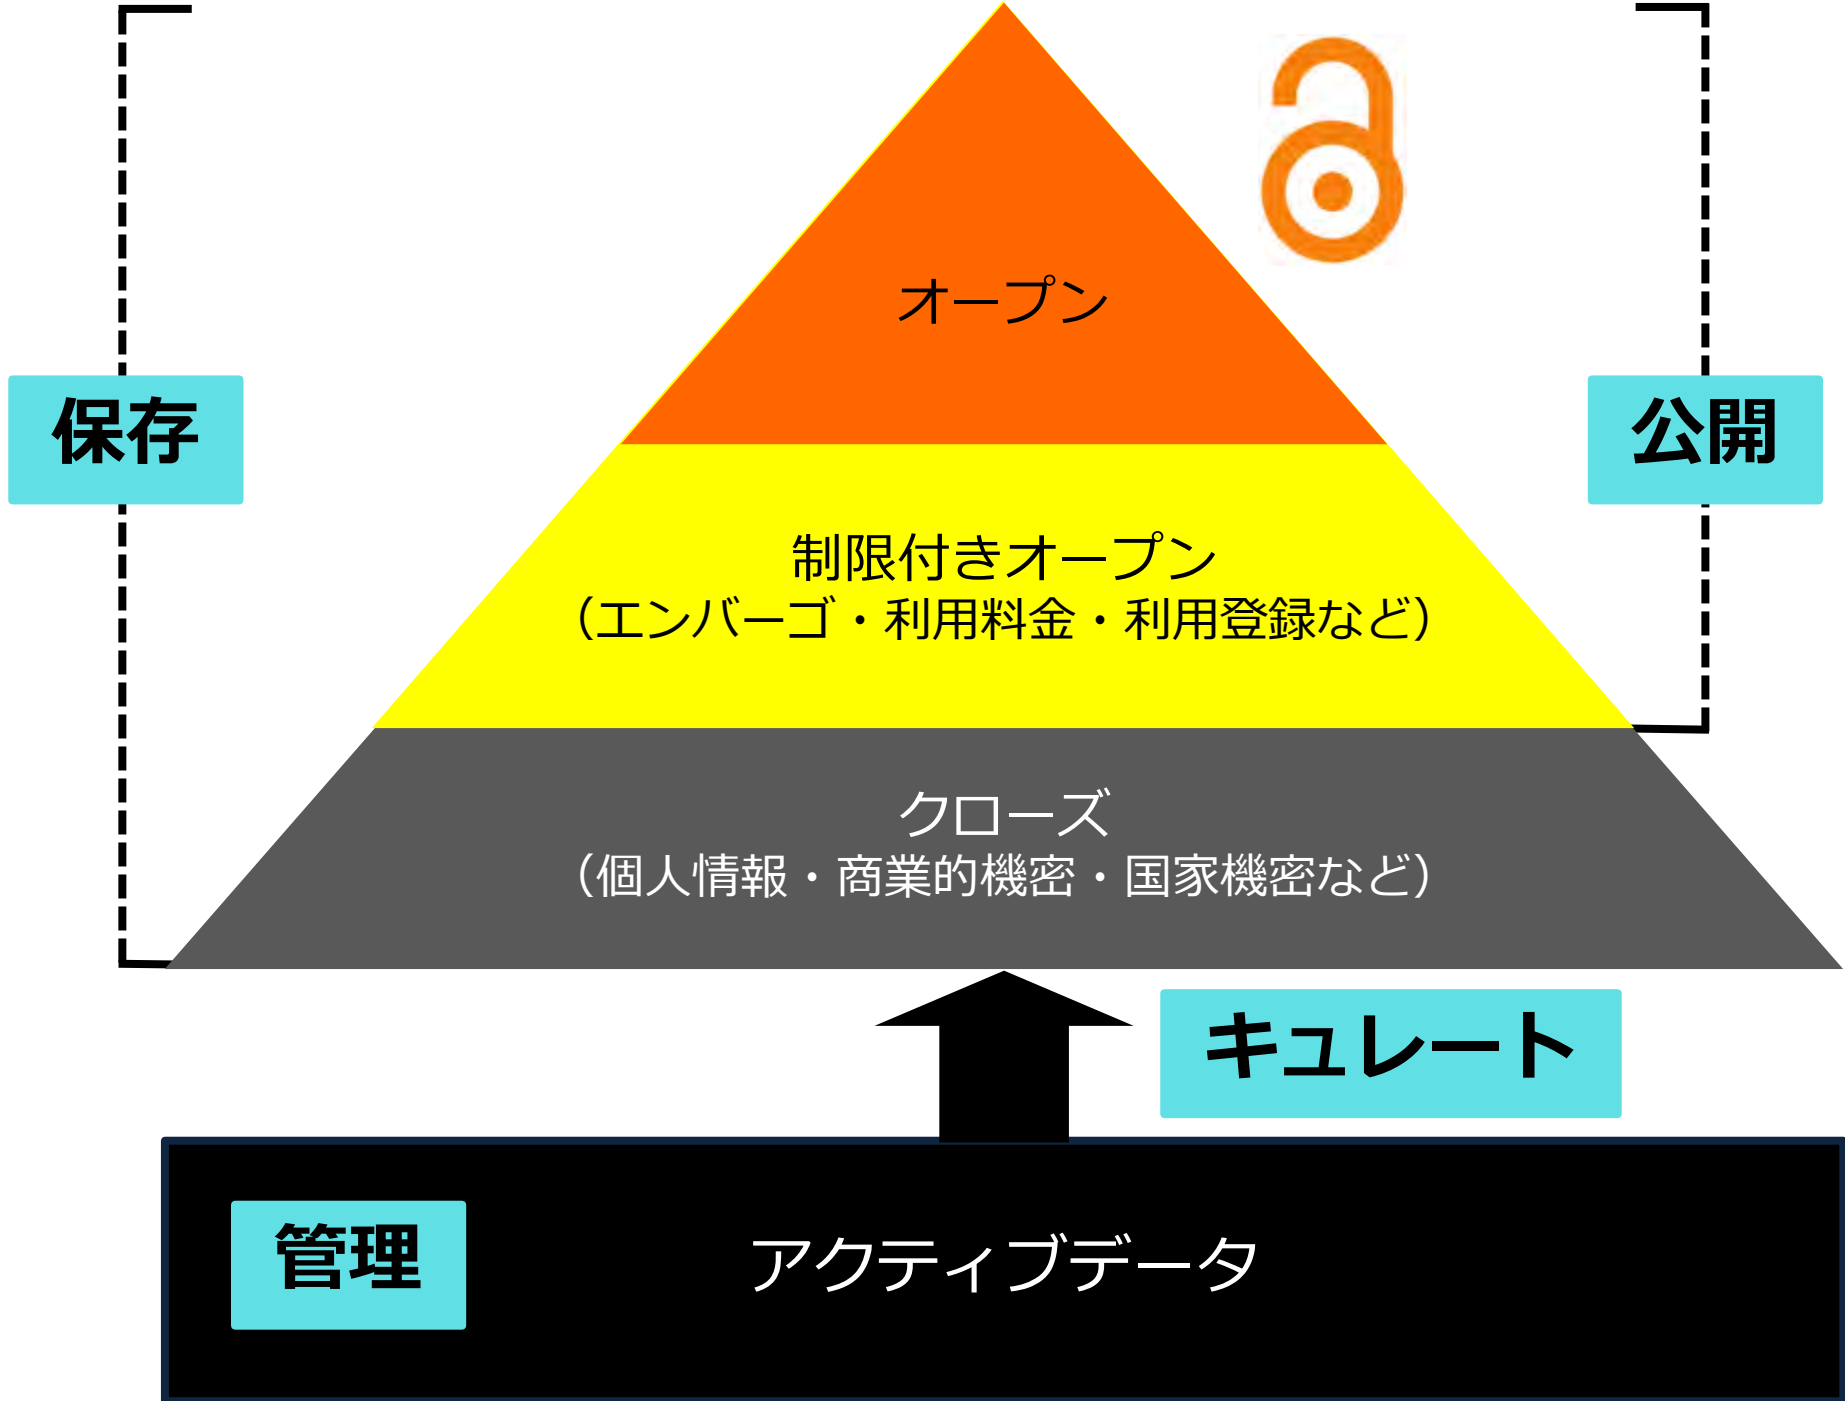 オープン
保存
公開
制限付きオープン
（エンバーゴ・利用料金・利用登録など）
クローズ
（個人情報・商業的機密・国家機密など）
キュレート
管理
アクティブデータ